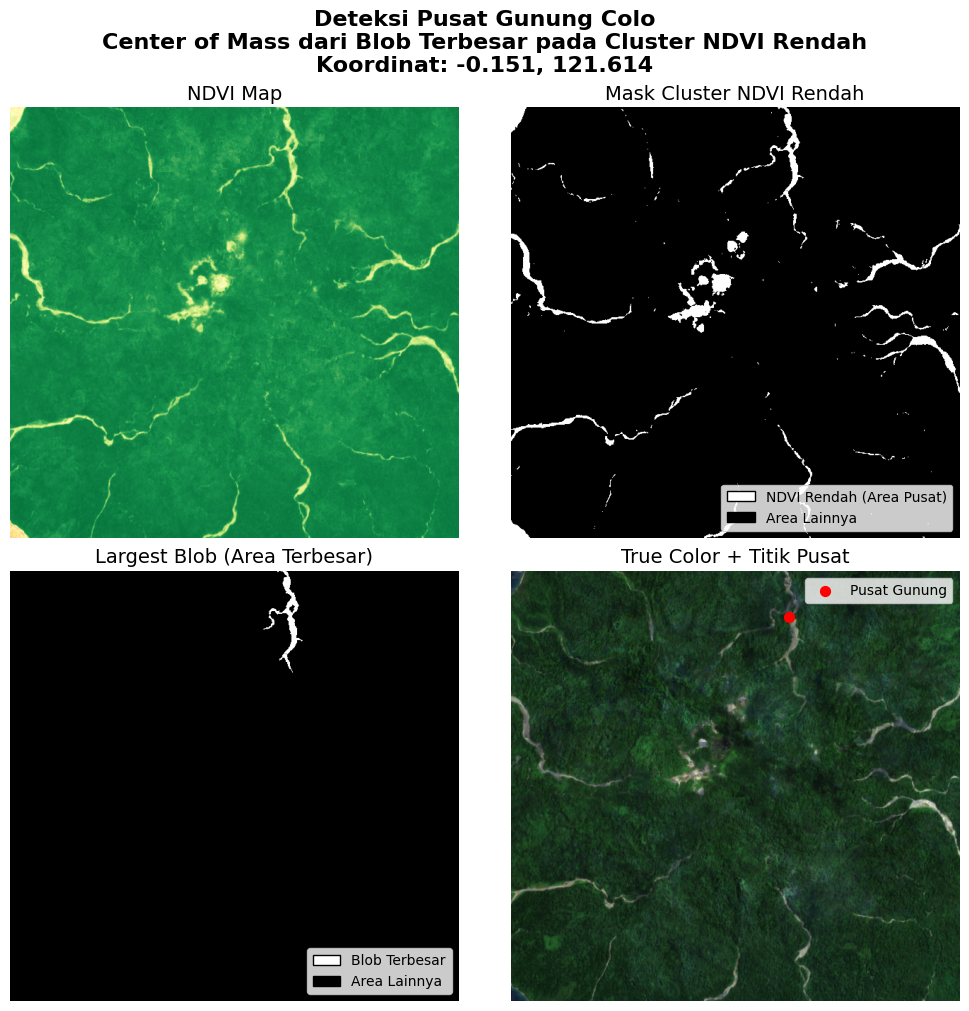 Deteksi Pusat Gunung Colo
Center of Mass dari Blob Terbesar pada Cluster NDVI Rendah
Koordinat: -0.151, 121.614
NDVI Map
Mask Cluster NDVI Rendah
NDVI Rendah (Area Pusat)
Area Lainnya
Largest Blob (Area Terbesar)
True Color + Titik Pusat
Pusat Gunung
Blob Terbesar
Area Lainnya